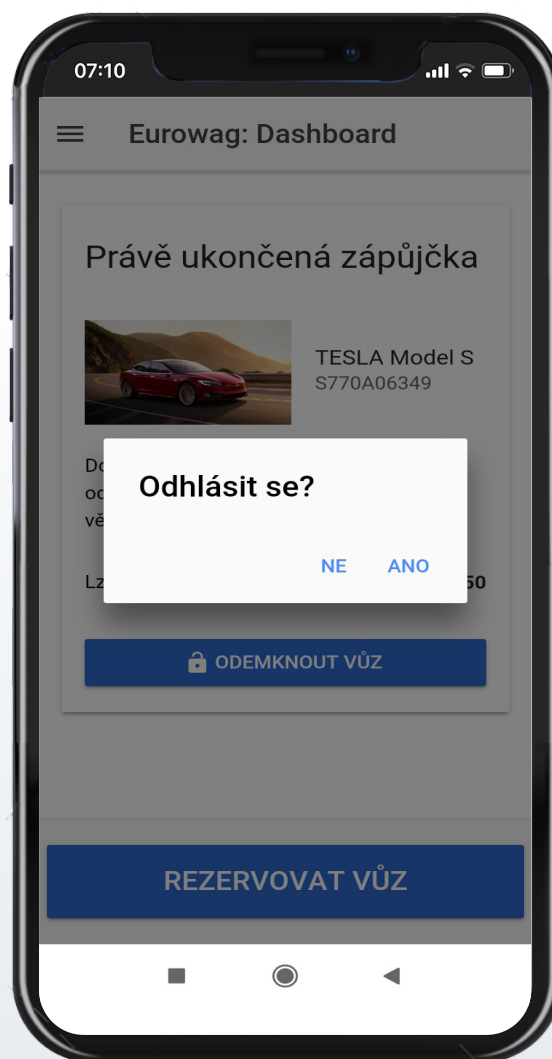 07:10
Eurowag: Dashboard
Právě ukončená zápůjčka
TESLA Model S
S770A06349
Odhlásit se?
NE ANO
ODEMKNOUT VŮZ
REZERVOVAT VŮZ